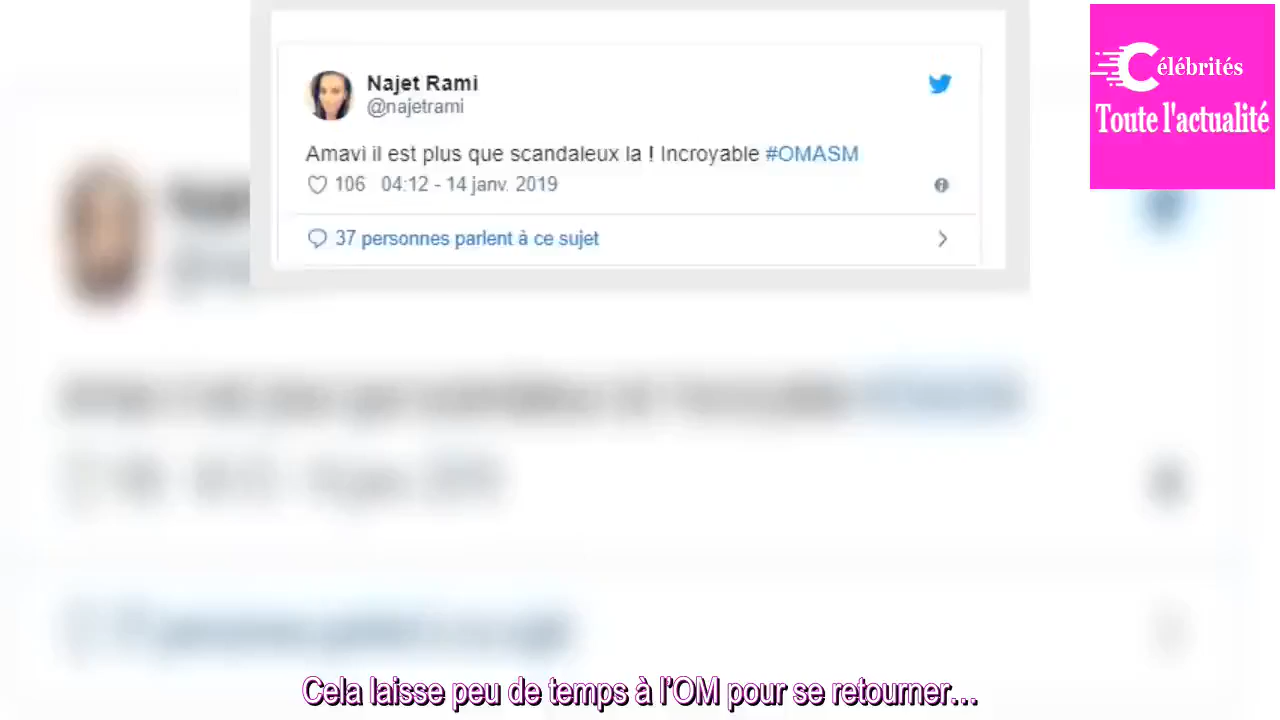 Najet Rami
@najetrami
Amavi il est plus que scandaleux la ! Incroyable #OMASM
106 04:12 - 14 janv. 2019
37 personnes parlent à ce sujet
Célébrités
Toute l'actualité
Cela laisse peu de temps à l'OM pour se retourner...